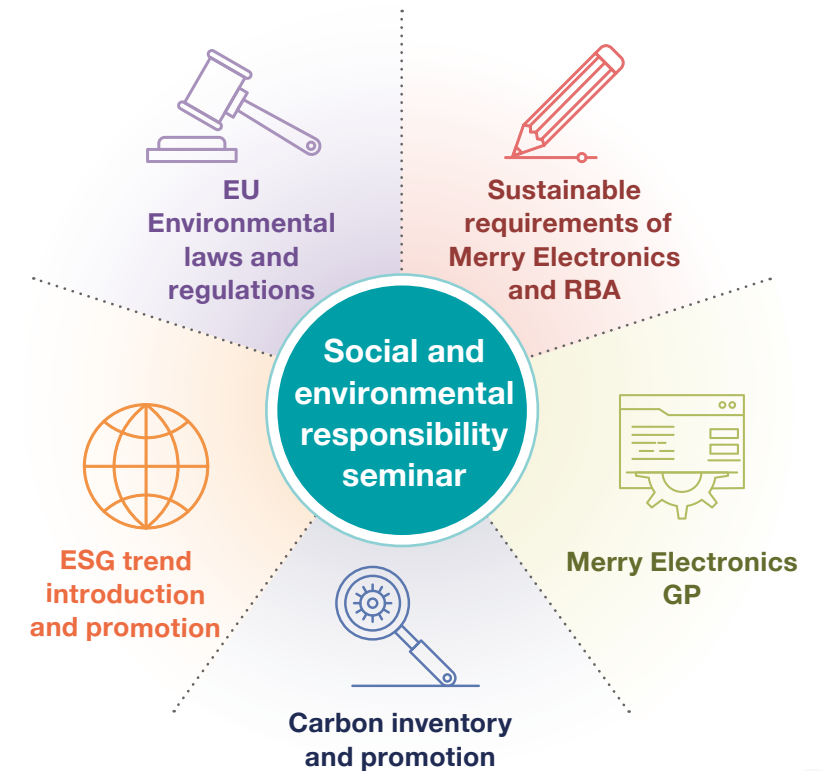 EU
Environmental
laws and
regulations
Sustainable
requirements of
Merry Electronics
and RBA
Social and
environmental
responsibility
seminar
ESG trend
introduction
and promotion
Merry Electronics
GP
Carbon inventory
and promotion